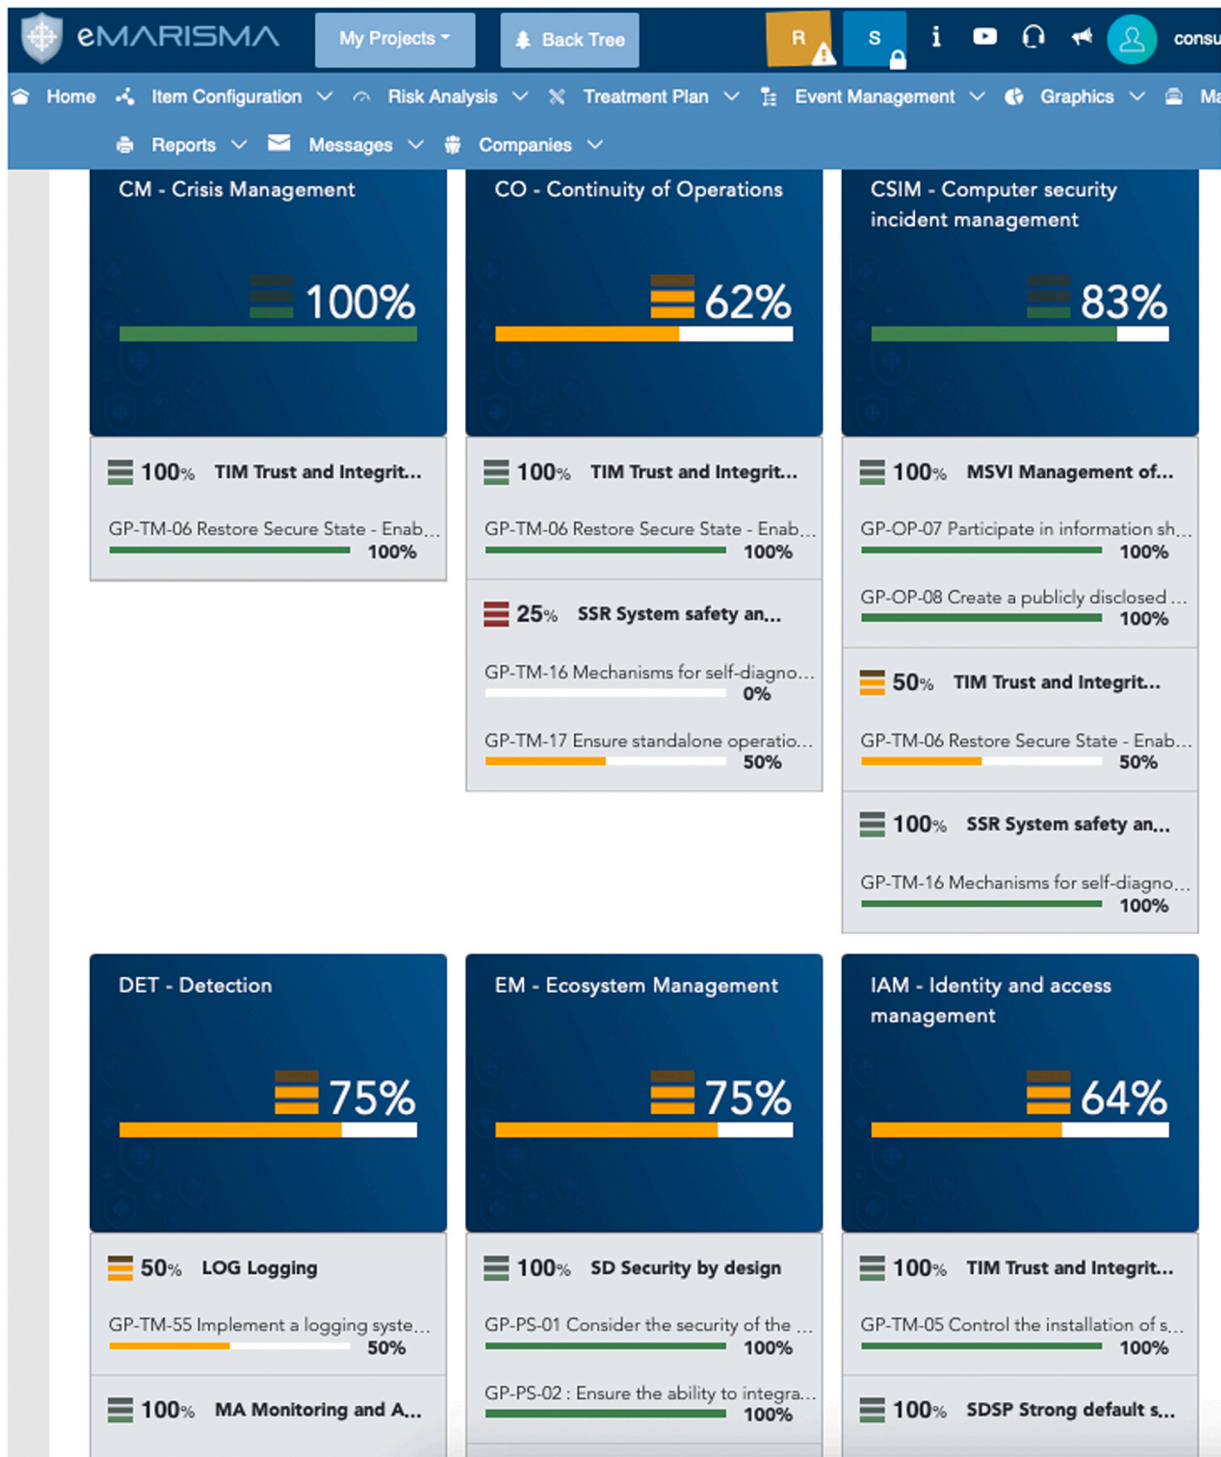 eMARISMA
My Projects
Back Tree
R
S
i
consu
Home
Item Configuration
Risk Analysis
Treatment Plan
Event Management
Graphics
Ma
Reports
Messages
Companies
CM - Crisis Management
100%
100% TIM Trust and Integrit...
GP-TM-06 Restore Secure State - Enab...
100%
CO - Continuity of Operations
62%
100% TIM Trust and Integrit...
GP-TM-06 Restore Secure State - Enab...
100%
25% SSR System safety an...
GP-TM-16 Mechanisms for self-diagno...
0%
GP-TM-17 Ensure standalone operatio...
50%
CSIM - Computer security
incident management
83%
100% MSVI Management of...
GP-OP-07 Participate in information sh...
100%
GP-OP-08 Create a publicly disclosed ...
100%
50% TIM Trust and Integrit...
GP-TM-06 Restore Secure State - Enab...
50%
100% SSR System safety an...
GP-TM-16 Mechanisms for self-diagno...
100%
DET - Detection
75%
50% LOG Logging
GP-TM-55 Implement a logging syste...
50%
100% MA Monitoring and A...
EM - Ecosystem Management
75%
100% SD Security by design
GP-PS-01 Consider the security of the ...
100%
GP-PS-02 : Ensure the ability to integra...
100%
IAM - Identity and access
management
64%
100% TIM Trust and Integrit...
GP-TM-05 Control the installation of s...
100%
100% SDSP Strong default s...